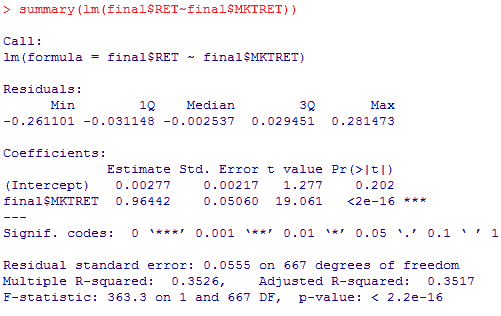 > summary(lm(final$RET~final$MKTRET))
Call:
lm(formula = final$RET ~ final$MKTRET)
Residuals:
      Min        1Q    Median        3Q       Max
-0.261101 -0.031148 -0.002537  0.029451  0.281473
Coefficients:
             Estimate Std. Error t value Pr(>|t|)
(Intercept)   0.00277    0.00217   1.277    0.202
final$MKTRET  0.96442    0.05060  19.061   <2e-16 ***
---
Signif. codes:  0 ‘***’ 0.001 ‘**’ 0.01 ‘*’ 0.05 ‘.’ 0.1 ‘ ’ 1
Residual standard error: 0.0555 on 667 degrees of freedom
Multiple R-squared:  0.3526,    Adjusted R-squared:  0.3517
F-statistic: 363.3 on 1 and 667 DF,  p-value: < 2.2e-16